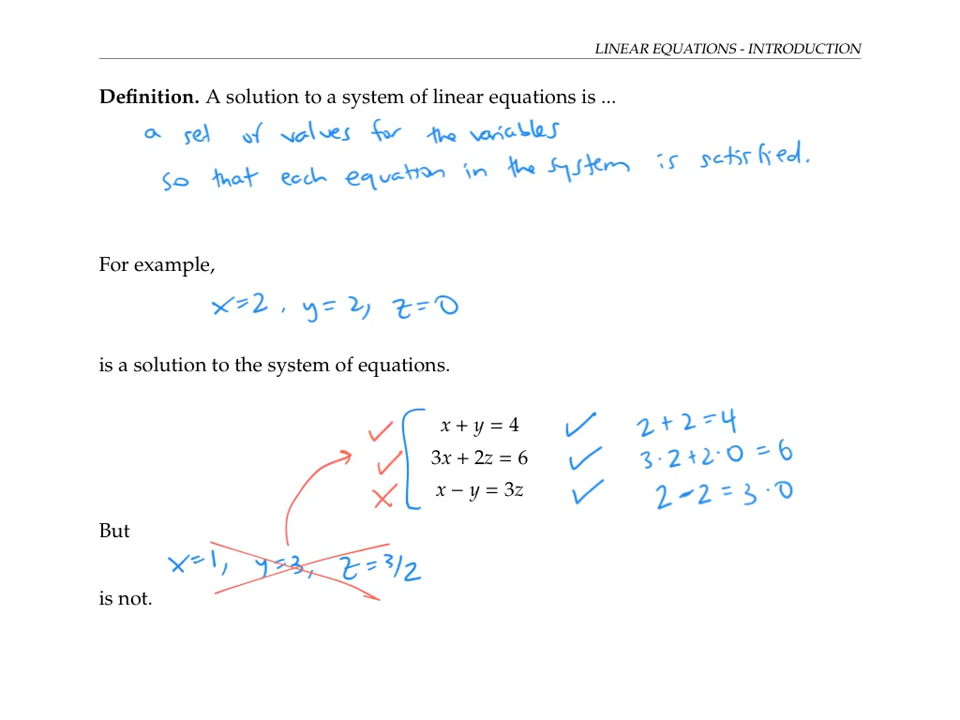 LINEAR EQUATIONS - INTRODUCTION
Definition. A solution to a system of linear equations is ...
a set of values for the variables
so that each equation in the system is satisfied.
For example,
x=2, y=2, z=0
is a solution to the system of equations.
x + y = 4 ✓ 2+2=4
3x + 2z = 6 ✓ 3·2+2·0=6
x − y = 3z ✓ 2-2=3·0
But
x=1, y=3, z=3/2
is not.